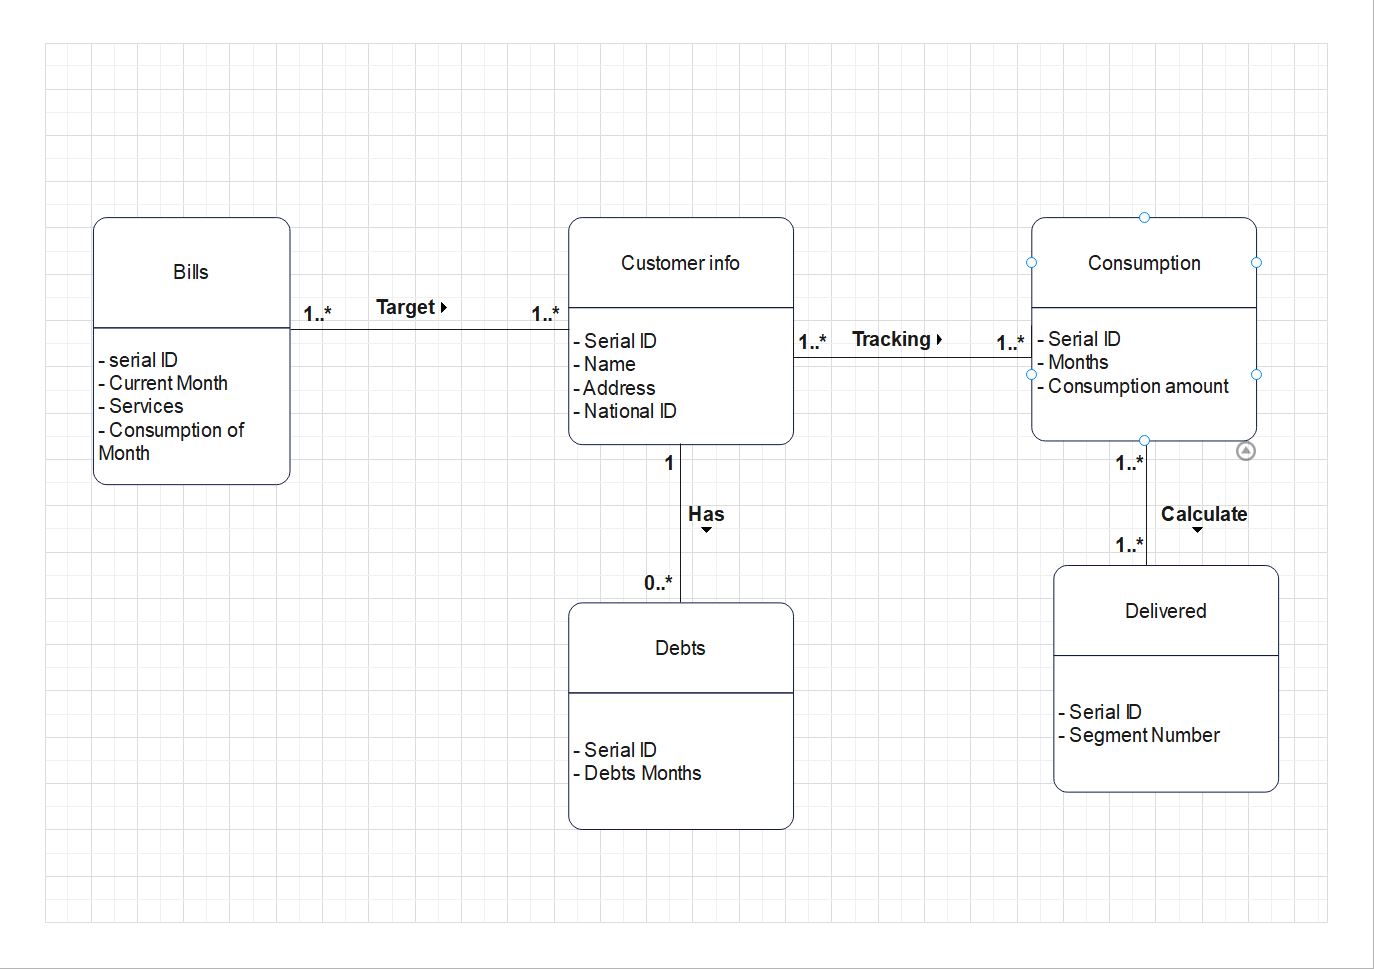 Bills
- serial ID
- Current Month
- Services
- Consumption of
Month
1..*
Target
1..*
Customer info
- Serial ID
- Name
- Address
- National ID
1..*
Tracking
1..*
Consumption
- Serial ID
- Months
- Consumption amount
1
Has
0..*
Debts
- Serial ID
- Debts Months
1..*
Calculate
1..*
Delivered
- Serial ID
- Segment Number